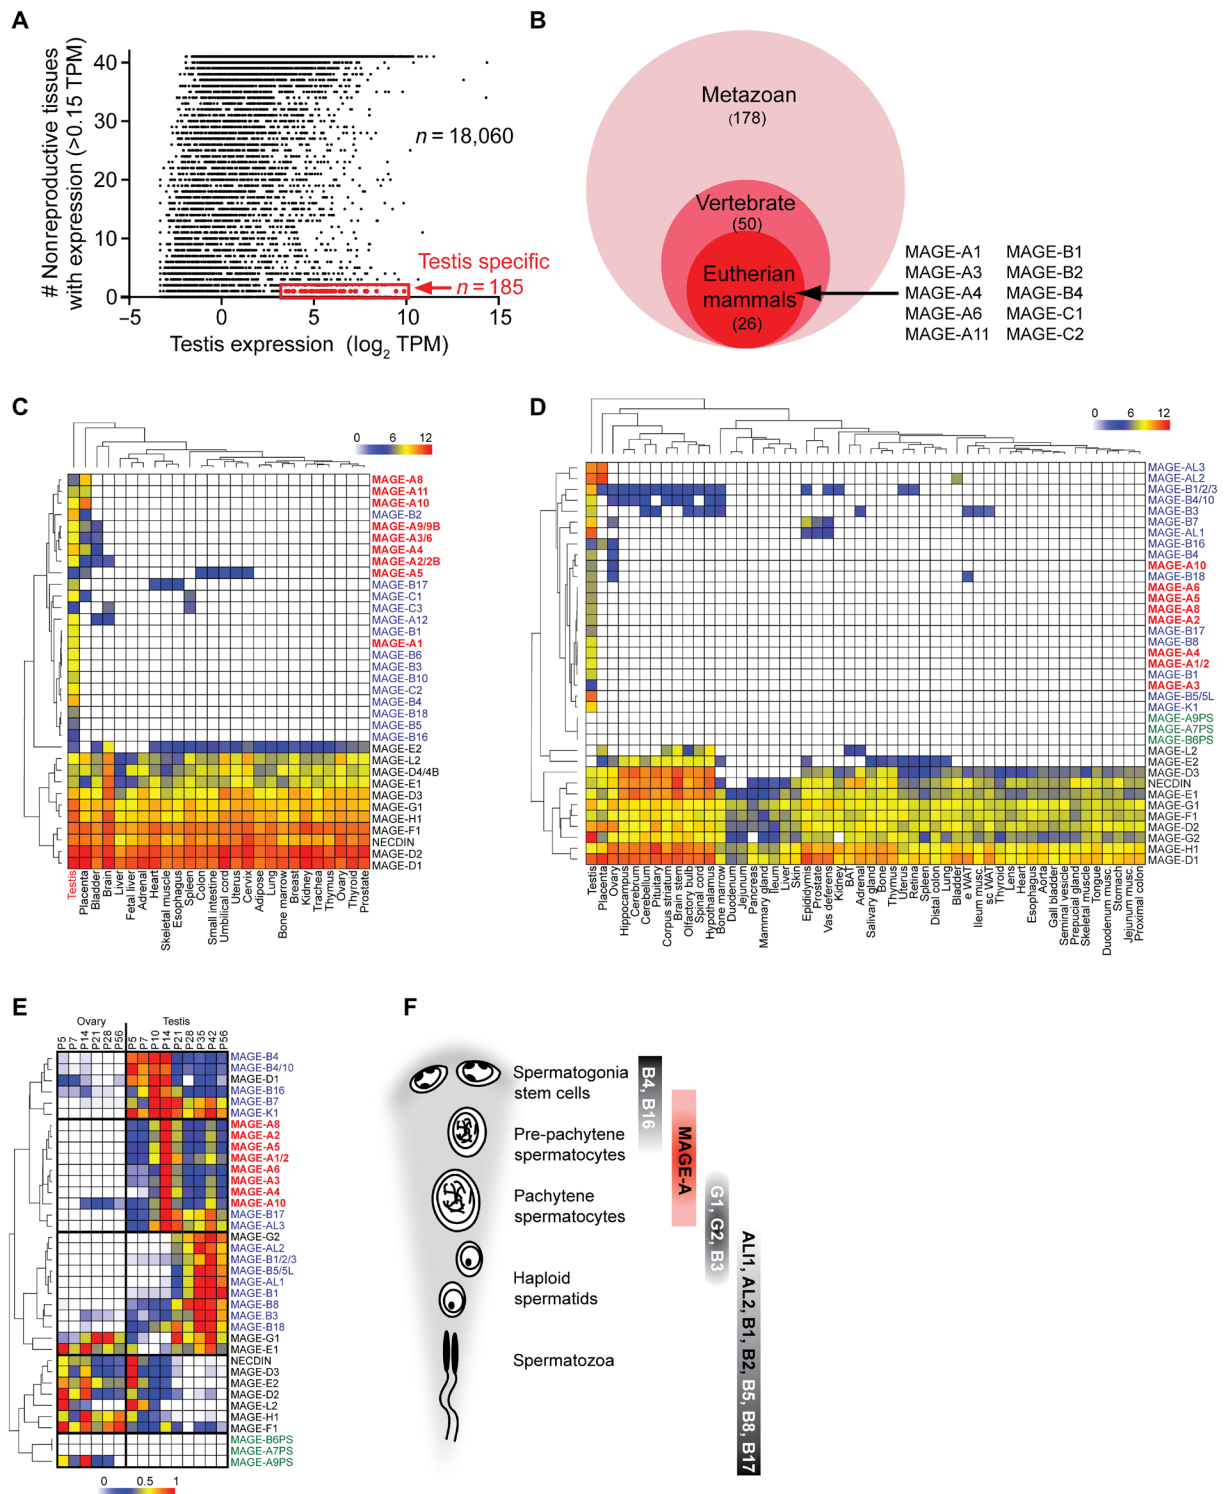 A
# Nonreproductive tissues
with expression (>0.15 TPM)
40
30
20
10
0
−5
0
5
10
15
Testis expression (log2 TPM)
n = 18,060
Testis specific
n = 185
B
Metazoan
(178)
Vertebrate
(50)
Eutherian
mammals
(26)
MAGE-A1 MAGE-B1
MAGE-A3 MAGE-B2
MAGE-A4 MAGE-B4
MAGE-A6 MAGE-C1
MAGE-A11 MAGE-C2
C
0 6 12
MAGE-A8
MAGE-A11
MAGE-A10
MAGE-B2
MAGE-A9/9B
MAGE-A3/6
MAGE-A4
MAGE-A2/2B
MAGE-A5
MAGE-B17
MAGE-C1
MAGE-C3
MAGE-A12
MAGE-B1
MAGE-A1
MAGE-B6
MAGE-B3
MAGE-B10
MAGE-C2
MAGE-B4
MAGE-B18
MAGE-B5
MAGE-B16
MAGE-E2
MAGE-L2
MAGE-D4/4B
MAGE-E1
MAGE-D3
MAGE-G1
MAGE-H1
MAGE-F1
NECDIN
MAGE-D2
MAGE-D1
Testis
Placenta
Bladder
Brain
Liver
Fetal liver
Adrenal
Heart
Skeletal muscle
Esophagus
Spleen
Colon
Small intestine
Umbilical cord
Uterus
Cervix
Adipose
Lung
Bone marrow
Breast
Kidney
Trachea
Thymus
Ovary
Thyroid
Prostate
D
0 6 12
MAGE-AL3
MAGE-AL2
MAGE-B1/2/3
MAGE-B4/10
MAGE-B3
MAGE-B7
MAGE-AL1
MAGE-B16
MAGE-B4
MAGE-A10
MAGE-B18
MAGE-A6
MAGE-A5
MAGE-A8
MAGE-A2
MAGE-B17
MAGE-B8
MAGE-A4
MAGE-A1/2
MAGE-B1
MAGE-A3
MAGE-B5/5L
MAGE-K1
MAGE-A9PS
MAGE-A7PS
MAGE-B6PS
MAGE-L2
MAGE-E2
MAGE-D3
NECDIN
MAGE-E1
MAGE-G1
MAGE-F1
MAGE-D2
MAGE-G2
MAGE-H1
MAGE-D1
Testis
Placenta
Ovary
Hippocampus
Cerebrum
Cerebellum
Pituitary
Corpus striatum
Brain stem
Olfactory bulb
Spinal cord
Hypothalamus
Bone marrow
Duodenum
Jejunum
Pancreas
Mammary gland
Ileum
Liver
Skin
Epididymis
Prostate
Vas deferens
Kidney
BAT
Adrenal
Salivary gland
Bone
Thymus
Uterus
Retina
Spleen
Distal colon
Lung
Bladder
e WAT
Ileum musc.
sc WAT
Thyroid
Lens
Heart
Esophagus
Aorta
Gall bladder
Seminal vesicle
Prepucial gland
Skeletal muscle
Tongue
Duodenum musc.
Stomach
Jejunum musc.
Proximal colon
E
Ovary Testis
P5 P7 P14 P21 P28 P56 P5 P7 P10 P14 P21 P28 P35 P42 P56
MAGE-B4
MAGE-B4/10
MAGE-D1
MAGE-B16
MAGE-B7
MAGE-K1
MAGE-A8
MAGE-A2
MAGE-A5
MAGE-A1/2
MAGE-A6
MAGE-A3
MAGE-A4
MAGE-A10
MAGE-B17
MAGE-AL3
MAGE-G2
MAGE-AL2
MAGE-B1/2/3
MAGE-B5/5L
MAGE-AL1
MAGE-B1
MAGE-B8
MAGE.B3
MAGE-B18
MAGE-G1
MAGE-E1
NECDIN
MAGE-D3
MAGE-E2
MAGE-D2
MAGE-L2
MAGE-H1
MAGE-F1
MAGE-B6PS
MAGE-A7PS
MAGE-A9PS
0 0.5 1
F
Spermatogonia
stem cells
Pre-pachytene
spermatocytes
Pachytene
spermatocytes
Haploid
spermatids
Spermatozoa
B4, B16
MAGE-A
G1, G2, B3
ALI1, AL2, B1, B2, B5, B8, B17